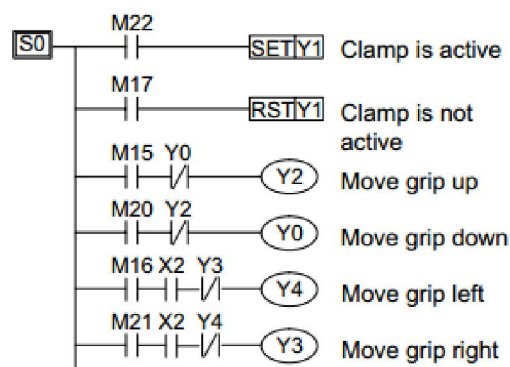 M22
S0 SET Y1 Clamp is active
M17
RST Y1 Clamp is not
active
M15 Y0
Y2 Move grip up
M20 Y2
Y0 Move grip down
M16 X2 Y3
Y4 Move grip left
M21 X2 Y4
Y3 Move grip right